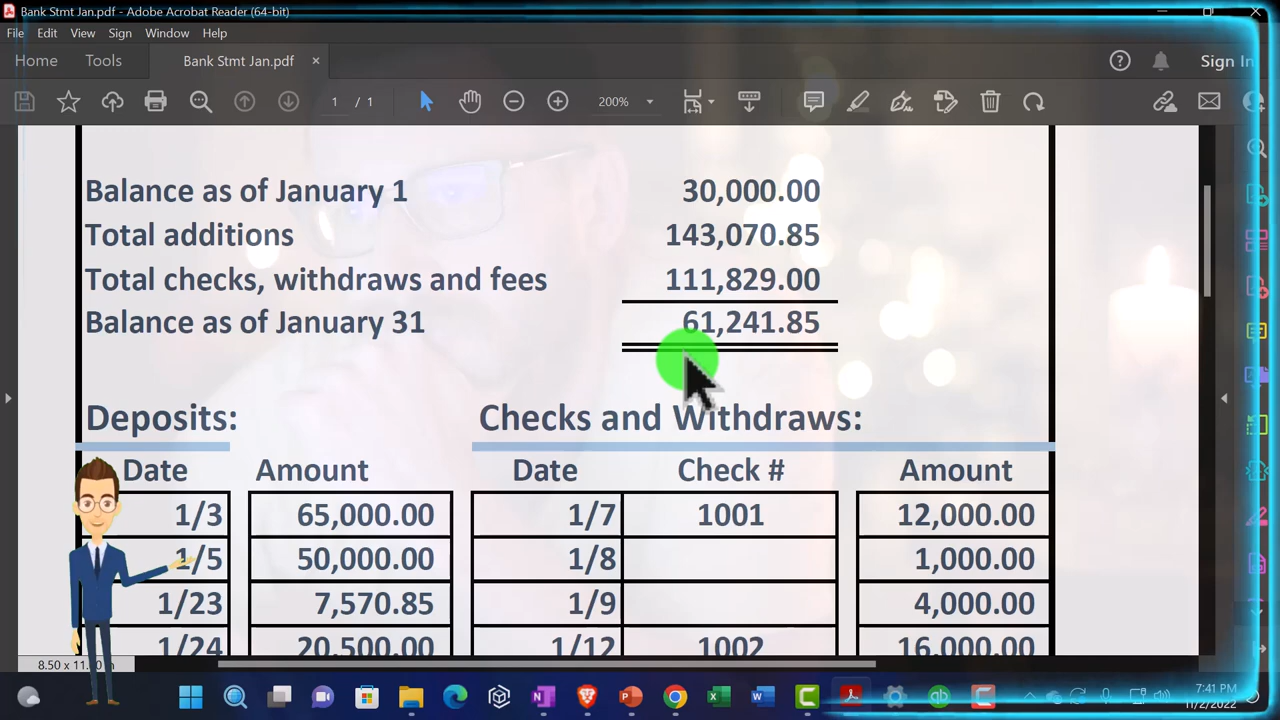 Bank Stmt Jan.pdf - Adobe Acrobat Reader (64-bit)
File Edit View Sign Window Help
Home Tools Bank Stmt Jan.pdf × Sign In
1 / 1 200%
Balance as of January 1 30,000.00
Total additions 143,070.85
Total checks, withdraws and fees 111,829.00
Balance as of January 31 61,241.85
Deposits: Checks and Withdraws:
Date Amount Date Check # Amount
1/3 65,000.00 1/7 1001 12,000.00
1/5 50,000.00 1/8 1,000.00
1/23 7,570.85 1/9 4,000.00
1/24 20,500.00 1/12 1002 16,000.00
7:41 PM
11/2/2022